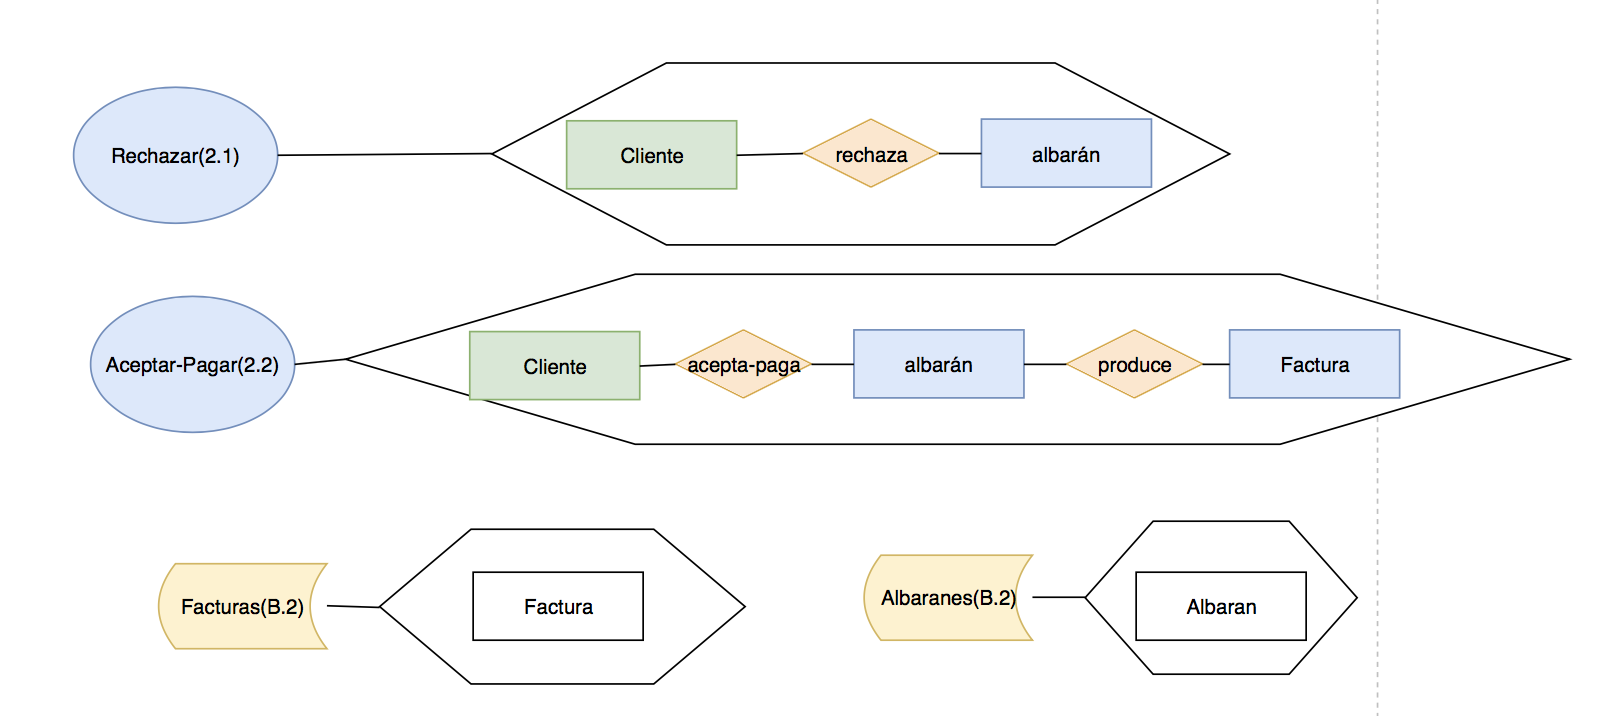 Rechazar(2.1)
Cliente
rechaza
albarán
Aceptar-Pagar(2.2)
Cliente
acepta-paga
albarán
produce
Factura
Facturas(B.2)
Factura
Albaranes(B.2)
Albaran